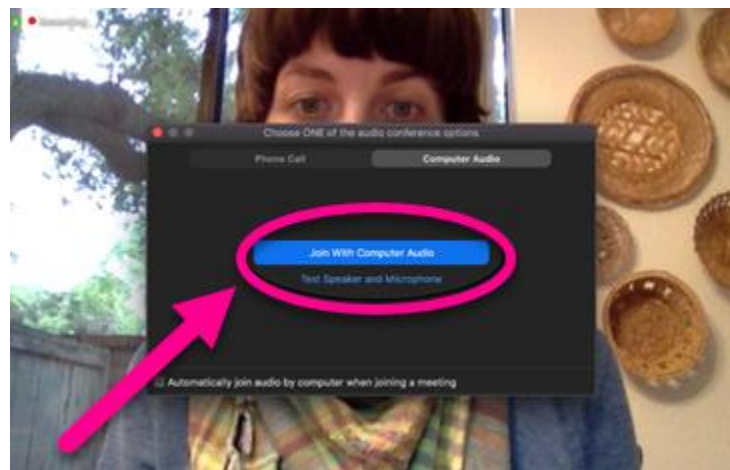 Recording
Choose ONE of the audio conference options
Phone Call
Computer Audio
Join With Computer Audio
Test Speaker and Microphone
Automatically join audio by computer when joining a meeting